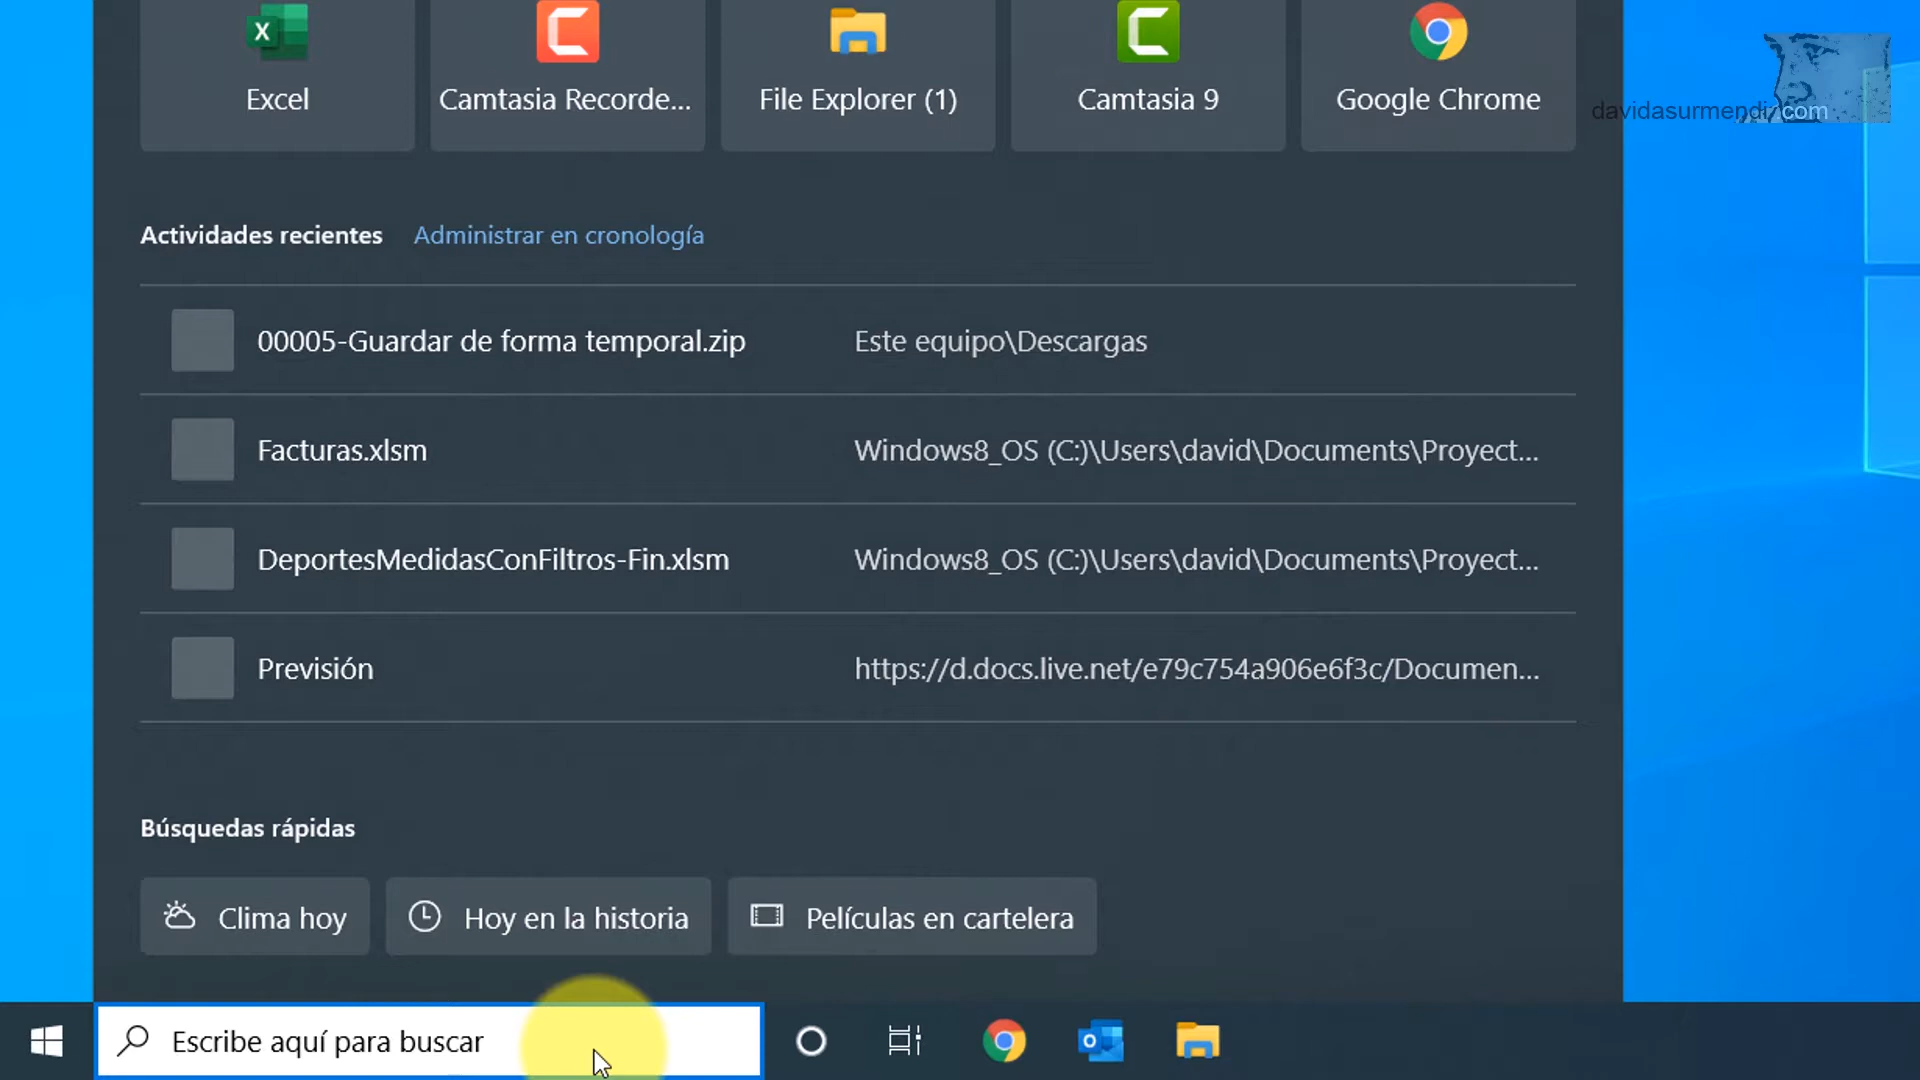 Excel
Camtasia Recorde...
File Explorer (1)
Camtasia 9
Google Chrome
davidasurmendi.com
Actividades recientes
Administrar en cronología
00005-Guardar de forma temporal.zip
Este equipo\Descargas
Facturas.xlsm
Windows8_OS (C:)\Users\david\Documents\Proyect...
DeportesMedidasConFiltros-Fin.xlsm
Windows8_OS (C:)\Users\david\Documents\Proyect...
Previsión
https://d.docs.live.net/e79c754a906e6f3c/Documen...
Búsquedas rápidas
Clima hoy
Hoy en la historia
Películas en cartelera
Escribe aquí para buscar